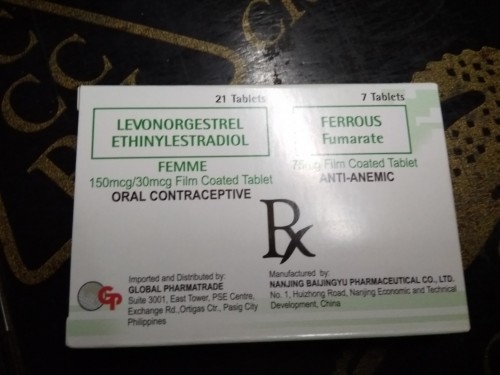 21 Tablets
LEVONORGESTREL
ETHINYLESTRADIOL
FEMME
150mcg/30mcg Film Coated Tablet
ORAL CONTRACEPTIVE
7 Tablets
FERROUS
Fumarate
75mg Film Coated Tablet
ANTI-ANEMIC
Rx
GP
Imported and Distributed by:
GLOBAL PHARMATRADE
Suite 3001, East Tower, PSE Centre,
Exchange Rd.,Ortigas Ctr., Pasig City
Philippines
Manufactured by:
NANJING BAIJINGYU PHARMACEUTICAL CO., LTD.
No. 1, Huizhong Road, Nanjing Economic and Technical
Development, China